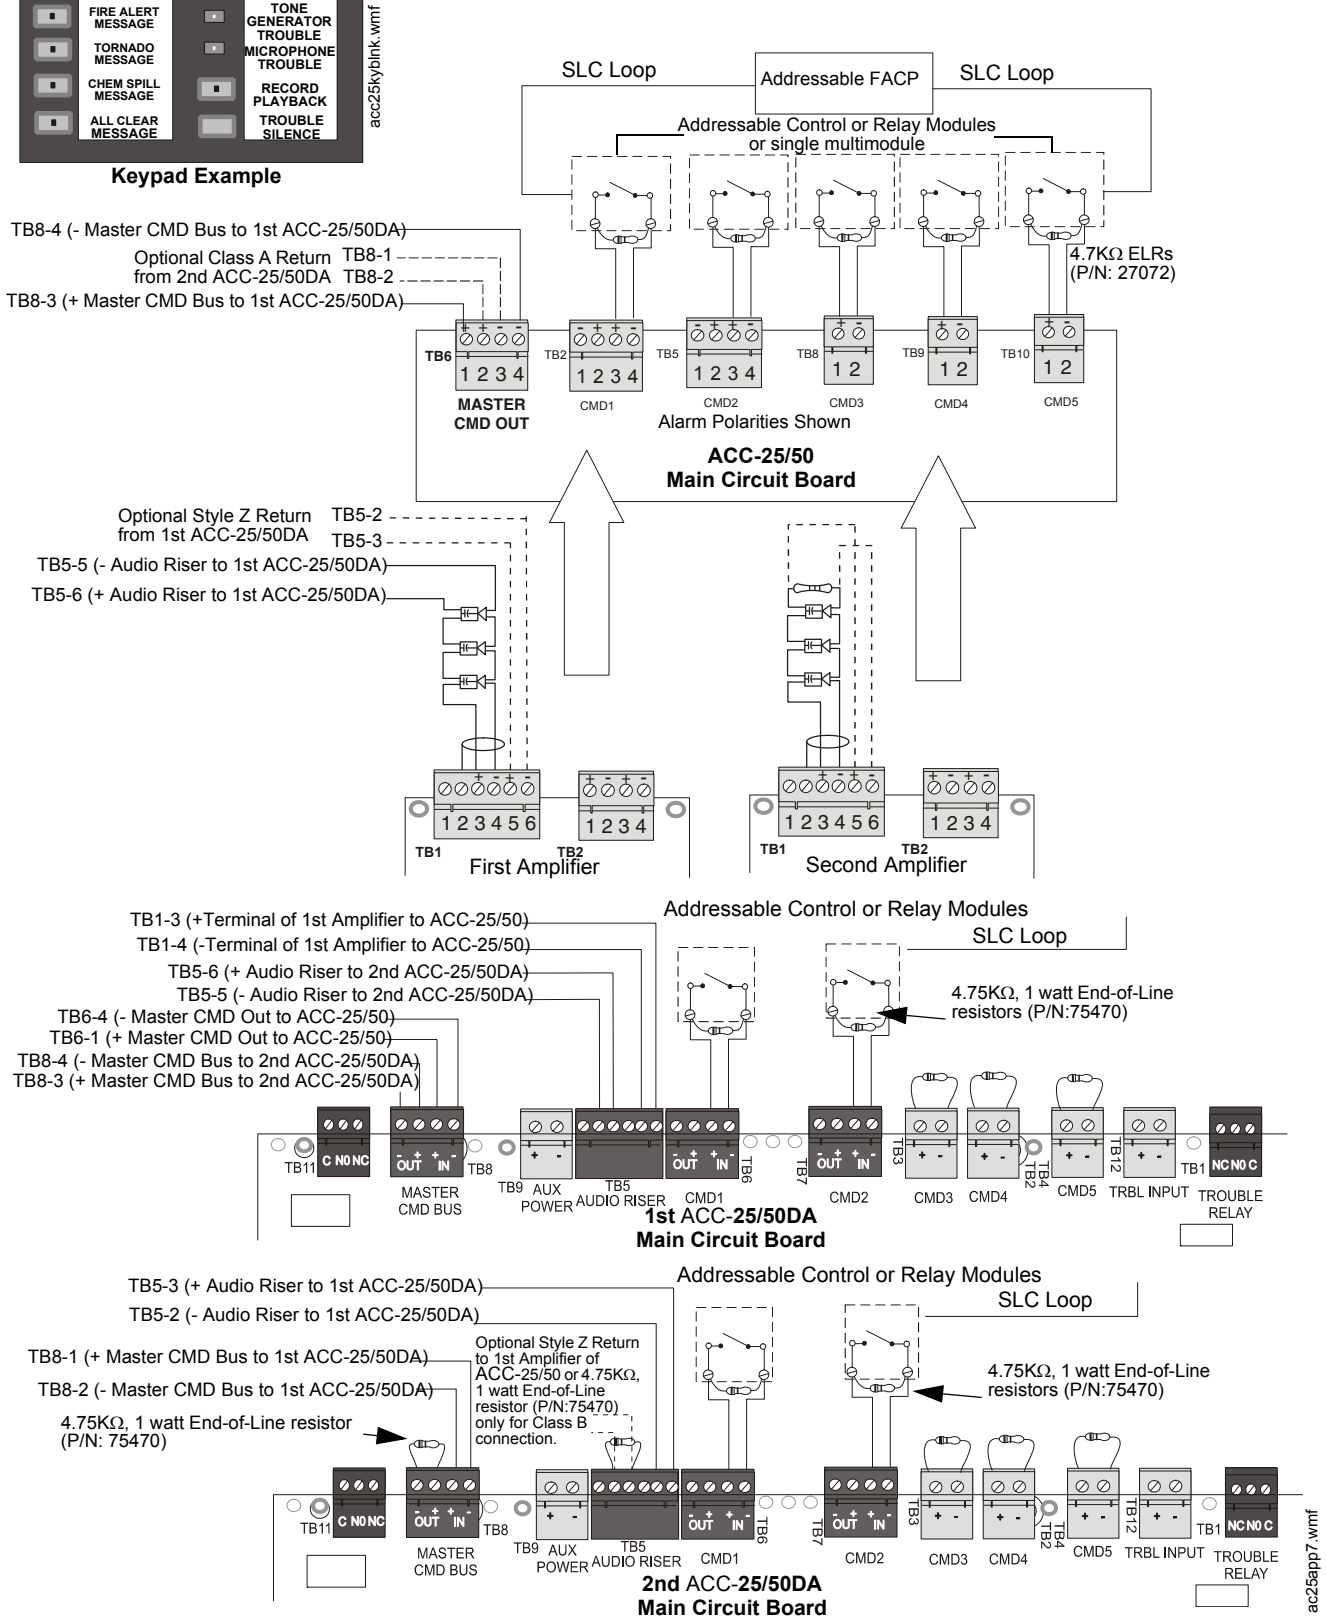 FIRE ALERT
MESSAGE
TORNADO
MESSAGE
CHEM SPILL
MESSAGE
ALL CLEAR
MESSAGE
TONE
GENERATOR
TROUBLE
MICROPHONE
TROUBLE
RECORD
PLAYBACK
TROUBLE
SILENCE
acc25kyblnk.wmf
Keypad Example
SLC Loop
Addressable FACP
SLC Loop
Addressable Control or Relay Modules
or single multimodule
TB8-4 (- Master CMD Bus to 1st ACC-25/50DA)
Optional Class A Return TB8-1
from 2nd ACC-25/50DA TB8-2
TB8-3 (+ Master CMD Bus to 1st ACC-25/50DA)
4.7KΩ ELRs
(P/N: 27072)
+ + - -
- + + -
- + + -
+ -
+ -
+ -
TB6
TB2
TB5
TB8
TB9
TB10
1 2 3 4
1 2 3 4
1 2 3 4
1 2
1 2
1 2
MASTER
CMD OUT
CMD1
CMD2
CMD3
CMD4
CMD5
Alarm Polarities Shown
ACC-25/50
Main Circuit Board
Optional Style Z Return TB5-2
from 1st ACC-25/50DA TB5-3
TB5-5 (- Audio Riser to 1st ACC-25/50DA)
TB5-6 (+ Audio Riser to 1st ACC-25/50DA)
+ - + -
+ - + -
+ - + -
+ - + -
1 2 3 4 5 6
1 2 3 4
1 2 3 4 5 6
1 2 3 4
TB1
TB2
First Amplifier
TB1
TB2
Second Amplifier
TB1-3 (+Terminal of 1st Amplifier to ACC-25/50)
TB1-4 (-Terminal of 1st Amplifier to ACC-25/50)
TB5-6 (+ Audio Riser to 2nd ACC-25/50DA)
TB5-5 (- Audio Riser to 2nd ACC-25/50DA)
TB6-4 (- Master CMD Out to ACC-25/50)
TB6-1 (+ Master CMD Out to ACC-25/50)
TB8-4 (- Master CMD Bus to 2nd ACC-25/50DA)
TB8-3 (+ Master CMD Bus to 2nd ACC-25/50DA)
Addressable Control or Relay Modules
SLC Loop
4.75KΩ, 1 watt End-of-Line
resistors (P/N:75470)
TB11
C NO NC
- + + -
OUT IN
TB8
MASTER
CMD BUS
TB9
+ -
AUX
POWER
TB5
AUDIO RISER
- + + -
OUT IN
CMD1
TB6
TB7
- + + -
OUT IN
CMD2
TB3
+ -
CMD3
+ -
CMD4
TB2
TB4
+ -
CMD5
TB12
+ -
TRBL INPUT
TB1
NC NO C
TROUBLE
RELAY
1st ACC-25/50DA
Main Circuit Board
TB5-3 (+ Audio Riser to 1st ACC-25/50DA)
TB5-2 (- Audio Riser to 1st ACC-25/50DA)
TB8-1 (+ Master CMD Bus to 1st ACC-25/50DA)
TB8-2 (- Master CMD Bus to 1st ACC-25/50DA)
4.75KΩ, 1 watt End-of-Line resistor
(P/N: 75470)
Optional Style Z Return
to 1st Amplifier of
ACC-25/50 or 4.75KΩ,
1 watt End-of-Line
resistor (P/N:75470)
only for Class B
connection.
Addressable Control or Relay Modules
SLC Loop
4.75KΩ, 1 watt End-of-Line
resistors (P/N:75470)
TB11
C NO NC
- + + -
OUT IN
TB8
MASTER
CMD BUS
TB9
+ -
AUX
POWER
TB5
AUDIO RISER
- + + -
OUT IN
CMD1
TB6
TB7
- + + -
OUT IN
CMD2
TB3
+ -
CMD3
+ -
CMD4
TB2
TB4
+ -
CMD5
TB12
+ -
TRBL INPUT
TB1
NC NO C
TROUBLE
RELAY
2nd ACC-25/50DA
Main Circuit Board
ac25app7.wmf